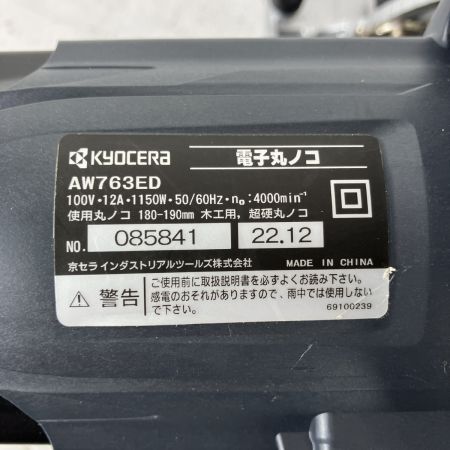 KYOCERA 電子丸ノコ
AW763ED
100V・12A・1150W・50/60Hz・n₀:4000min⁻¹
使用丸ノコ 180-190mm 木工用，超硬丸ノコ
NO. 085841 22.12
京セラ インダストリアルツールズ株式会社 MADE IN CHINA
警告 ご使用前に取扱説明書を必ずよくお読み下さい。
感電のおそれがありますので、雨中では使用しない
で下さい。
69100239